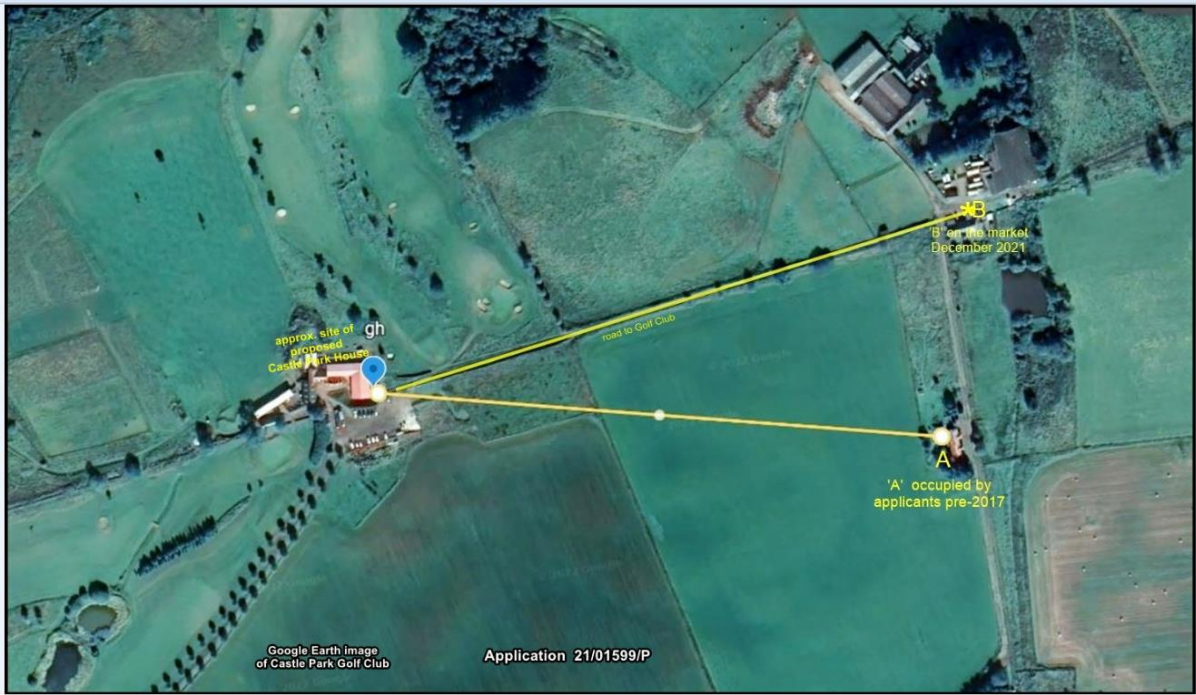 approx. site of
proposed
Castle Park House
gh
road to Golf Club
B
'B' on the market
December 2021
A
'A' occupied by
applicants pre-2017
Google Earth image
of Castle Park Golf Club
Application 21/01599/P